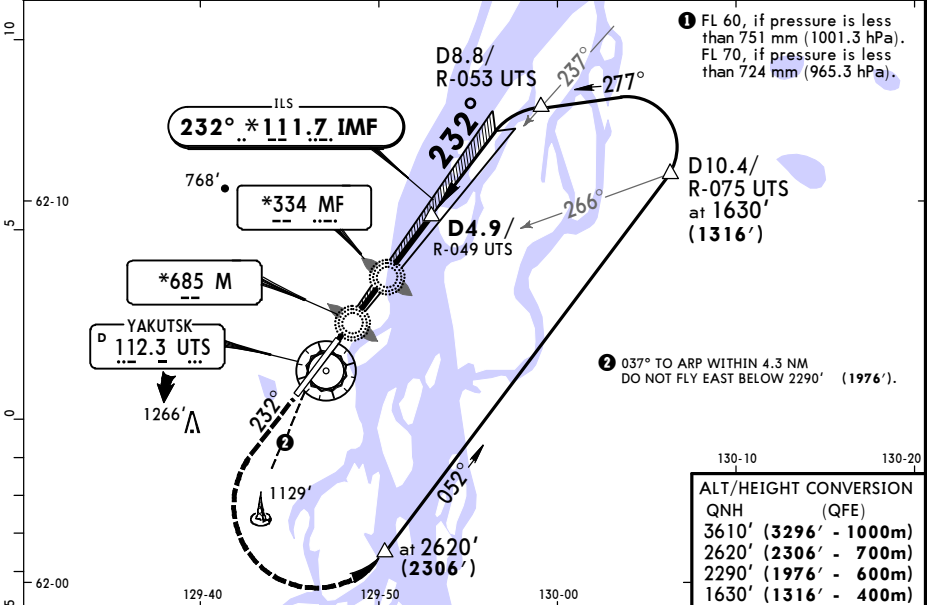 10
❶ FL 60, if pressure is less
than 751 mm (1001.3 hPa).
FL 70, if pressure is less
than 724 mm (965.3 hPa).
D8.8/
R-053 UTS
237°
277°
ILS
232° *111.7 IMF
232°
768'
*334 MF
62-10
5
D10.4/
R-075 UTS
at 1630'
(1316')
266°
D4.9/
R-049 UTS
*685 M
YAKUTSK
D 112.3 UTS
❷ 037° TO ARP WITHIN 4.3 NM
DO NOT FLY EAST BELOW 2290' (1976').
1266'
0
232°
❷
052°
1129'
130-10
130-20
at 2620'
(2306')
ALT/HEIGHT CONVERSION
QNH (QFE)
3610' (3296' - 1000m)
2620' (2306' - 700m)
2290' (1976' - 600m)
1630' (1316' - 400m)
62-00
5
129-40
129-50
130-00